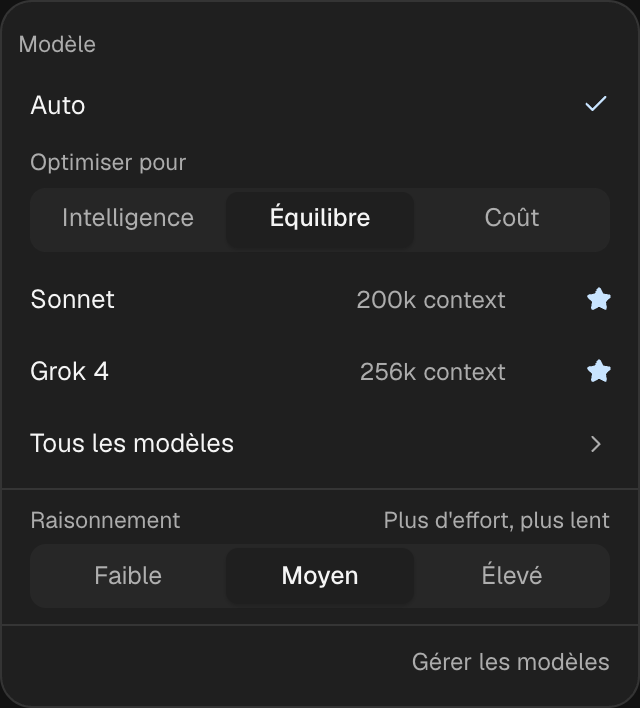 Modèle
Auto
Optimiser pour
Intelligence Équilibre Coût
Sonnet 200k context
Grok 4 256k context
Tous les modèles
Raisonnement Plus d'effort, plus lent
Faible Moyen Élevé
Gérer les modèles